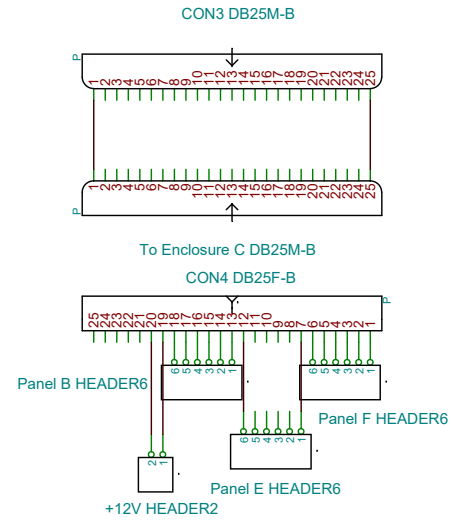 CON3 DB25M-B
P
1 2 3 4 5 6 7 8 9 10 11 12 13 14 15 16 17 18 19 20 21 22 23 24 25
1 2 3 4 5 6 7 8 9 10 11 12 13 14 15 16 17 18 19 20 21 22 23 24 25
P
To Enclosure C DB25M-B
CON4 DB25F-B
P
25 24 23 22 21 20 19 18 17 16 15 14 13 12 11 10 9 8 7 6 5 4 3 2 1
6 5 4 3 2 1
6 5 4 3 2 1
Panel B HEADER6
Panel F HEADER6
6 5 4 3 2 1
2 1
Panel E HEADER6
+12V HEADER2